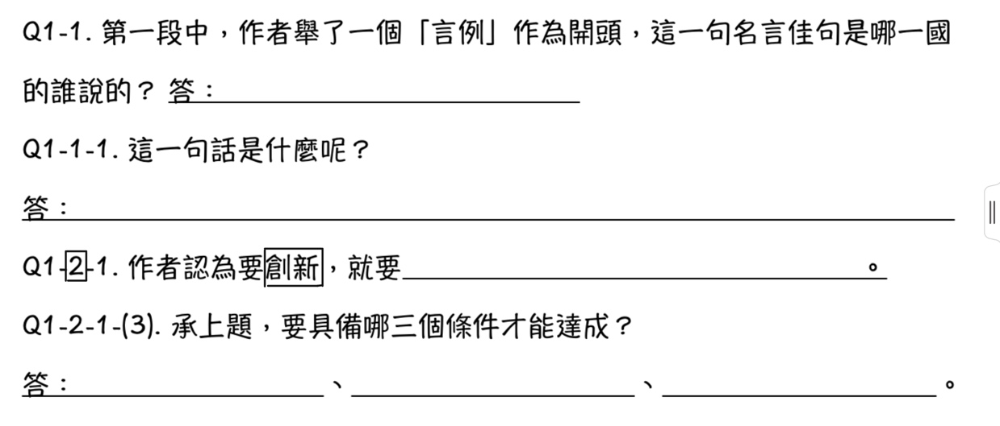 Q1-1. 第一段中，作者舉了一個「言例」作為開頭，這一句名言佳句是哪一國
的誰說的？ 答：
Q1-1-1. 這一句話是什麼呢？
答：
Q1-2-1. 作者認為要創新，就要。
Q1-2-1-(3). 承上題，要具備哪三個條件才能達成？
答：、、。